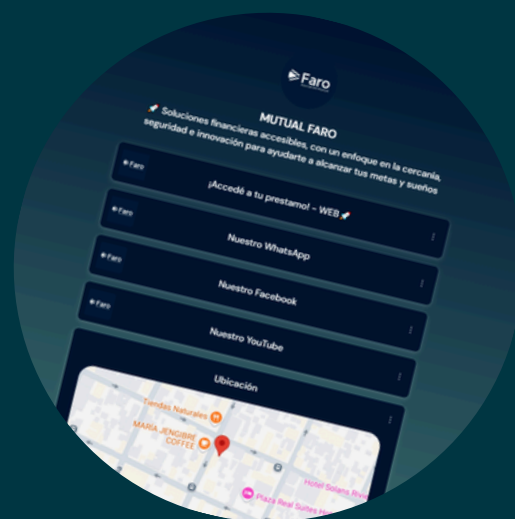 Faro
MUTUAL FARO
🚀 Soluciones financieras accesibles, con un enfoque en la cercanía,
seguridad e innovación para ayudarte a alcanzar tus metas y sueños
Faro
¡Accedé a tu prestamo! - WEB🚀
Faro
Nuestro WhatsApp
Faro
Nuestro Facebook
Faro
Nuestro YouTube
Ubicación
Tiendas Naturales
MARIA JENGIBRE
COFFEE
Hotel Solans Rivie
Plaza Real Suites Ho